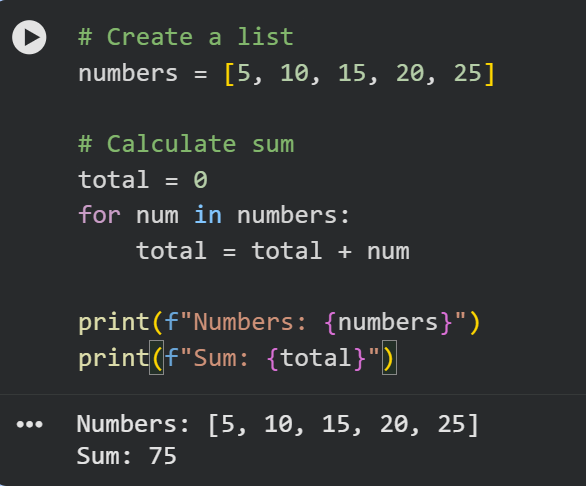 # Create a list
numbers = [5, 10, 15, 20, 25]

# Calculate sum
total = 0
for num in numbers:
    total = total + num

print(f"Numbers: {numbers}")
print(f"Sum: {total}")
Numbers: [5, 10, 15, 20, 25]
Sum: 75